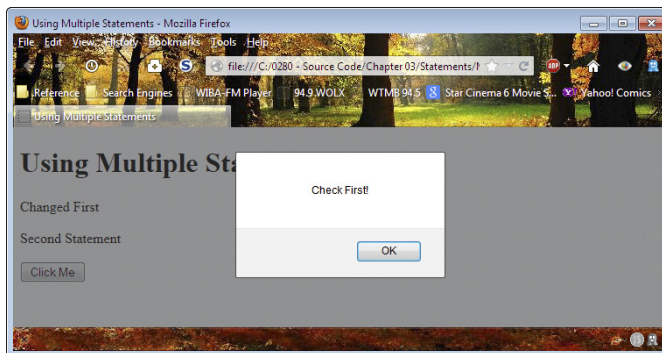 Using Multiple Statements - Mozilla Firefox
File Edit View History Bookmarks Tools Help
file:///C:/0280 - Source Code/Chapter 03/Statements/
Reference Search Engines WIBA-FM Player 94.9 WOLX WTMB 94.5 Star Cinema 6 Movie S... Yahoo! Comics
Using Multiple Statements
Using Multiple
Check First!
Changed First
Second Statement
OK
Click Me